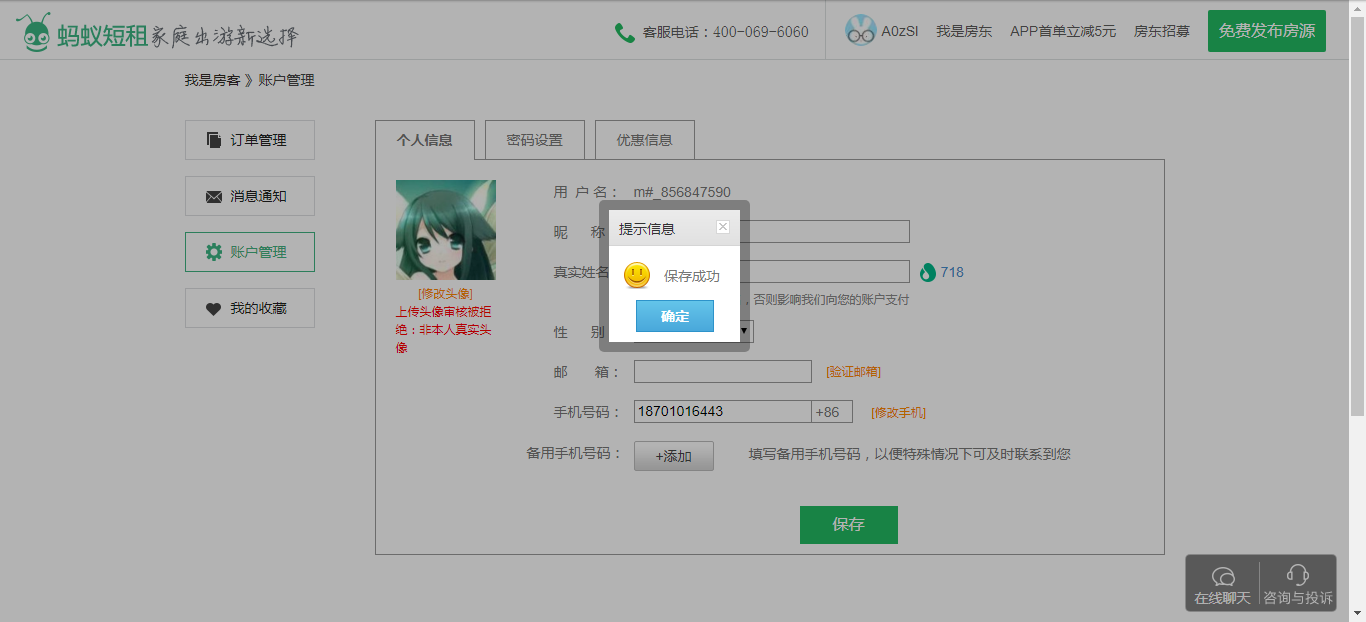 蚂蚁短租 家庭出游新选择
客服电话：400-069-6060
A0zSI 我是房东 APP首单立减5元 房东招募 免费发布房源
我是房客 》账户管理
订单管理
消息通知
账户管理
我的收藏
个人信息 密码设置 优惠信息
[修改头像]
上传头像审核被拒
绝：非本人真实头
像
用 户 名： m#_856847590
昵 称
真实姓名 718
，否则影响我们向您的账户支付
性 别
邮 箱： [验证邮箱]
手机号码： 18701016443 +86 [修改手机]
备用手机号码： +添加 填写备用手机号码，以便特殊情况下可及时联系到您
保存
提示信息
保存成功
确定
在线聊天 咨询与投诉